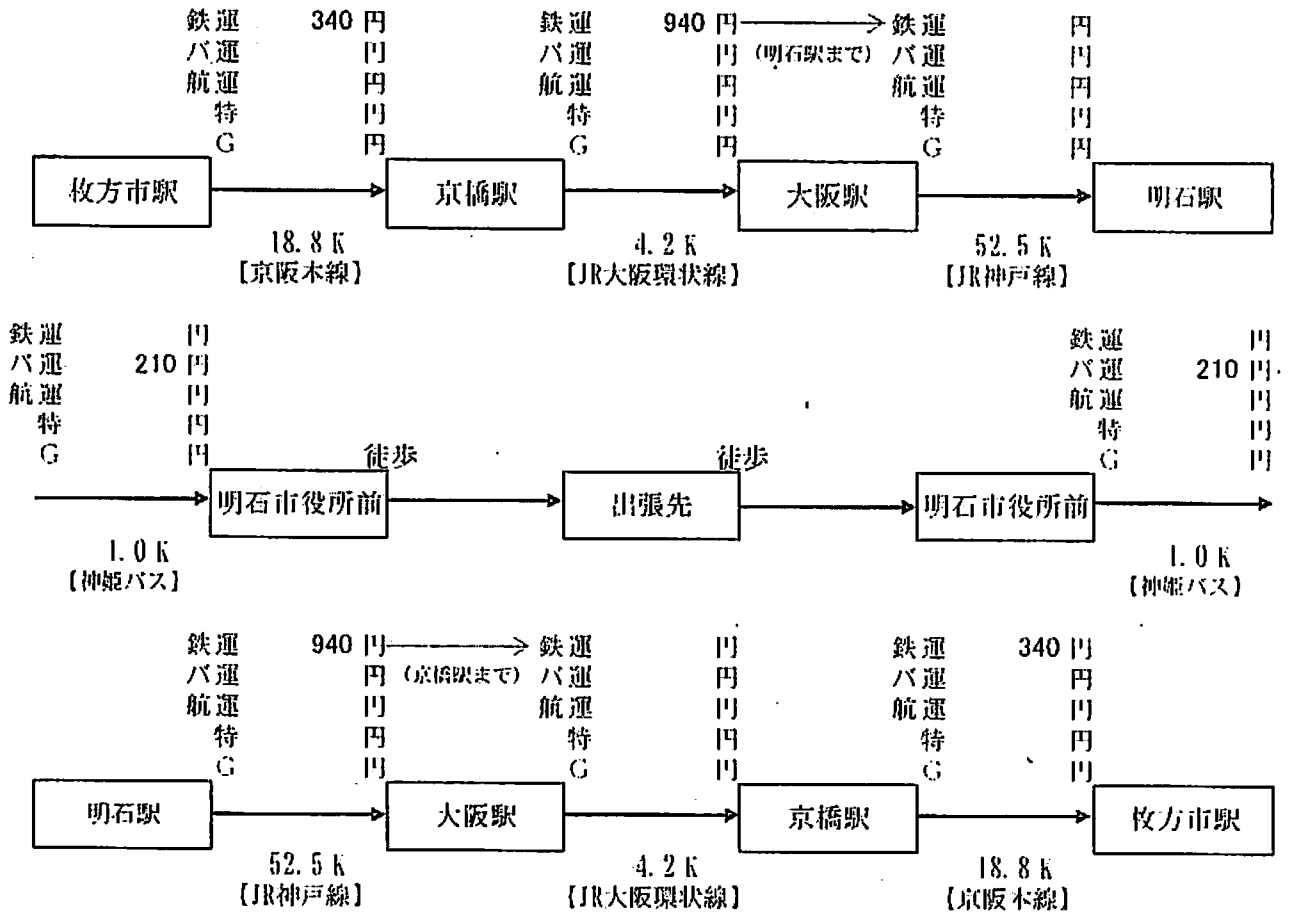 鉄運 340 円 鉄運 940 円 鉄運 円
バ運 円 バ運 円 (明石駅まで) バ運 円
航運 円 航運 円 航運 円
特 円 特 円 特 円
G 円 G 円 G 円
枚方市駅 京橋駅 大阪駅 明石駅
18.8K 4.2K 52.5K
【京阪本線】 【JR大阪環状線】 【JR神戸線】
鉄運 円 鉄運 円
バ運 210 円 バ運 210 円
航運 円 航運 円
特 円 特 円
G 円 G 円
徒歩 徒歩
明石市役所前 出張先 明石市役所前
1.0K 1.0K
【神姫バス】 【神姫バス】
鉄運 940 円 鉄運 円 鉄運 340 円
バ運 円 (京橋駅まで) バ運 円 バ運 円
航運 円 航運 円 航運 円
特 円 特 円 特 円
G 円 G 円 G 円
明石駅 大阪駅 京橋駅 枚方市駅
52.5K 4.2K 18.8K
【JR神戸線】 【JR大阪環状線】 【京阪本線】